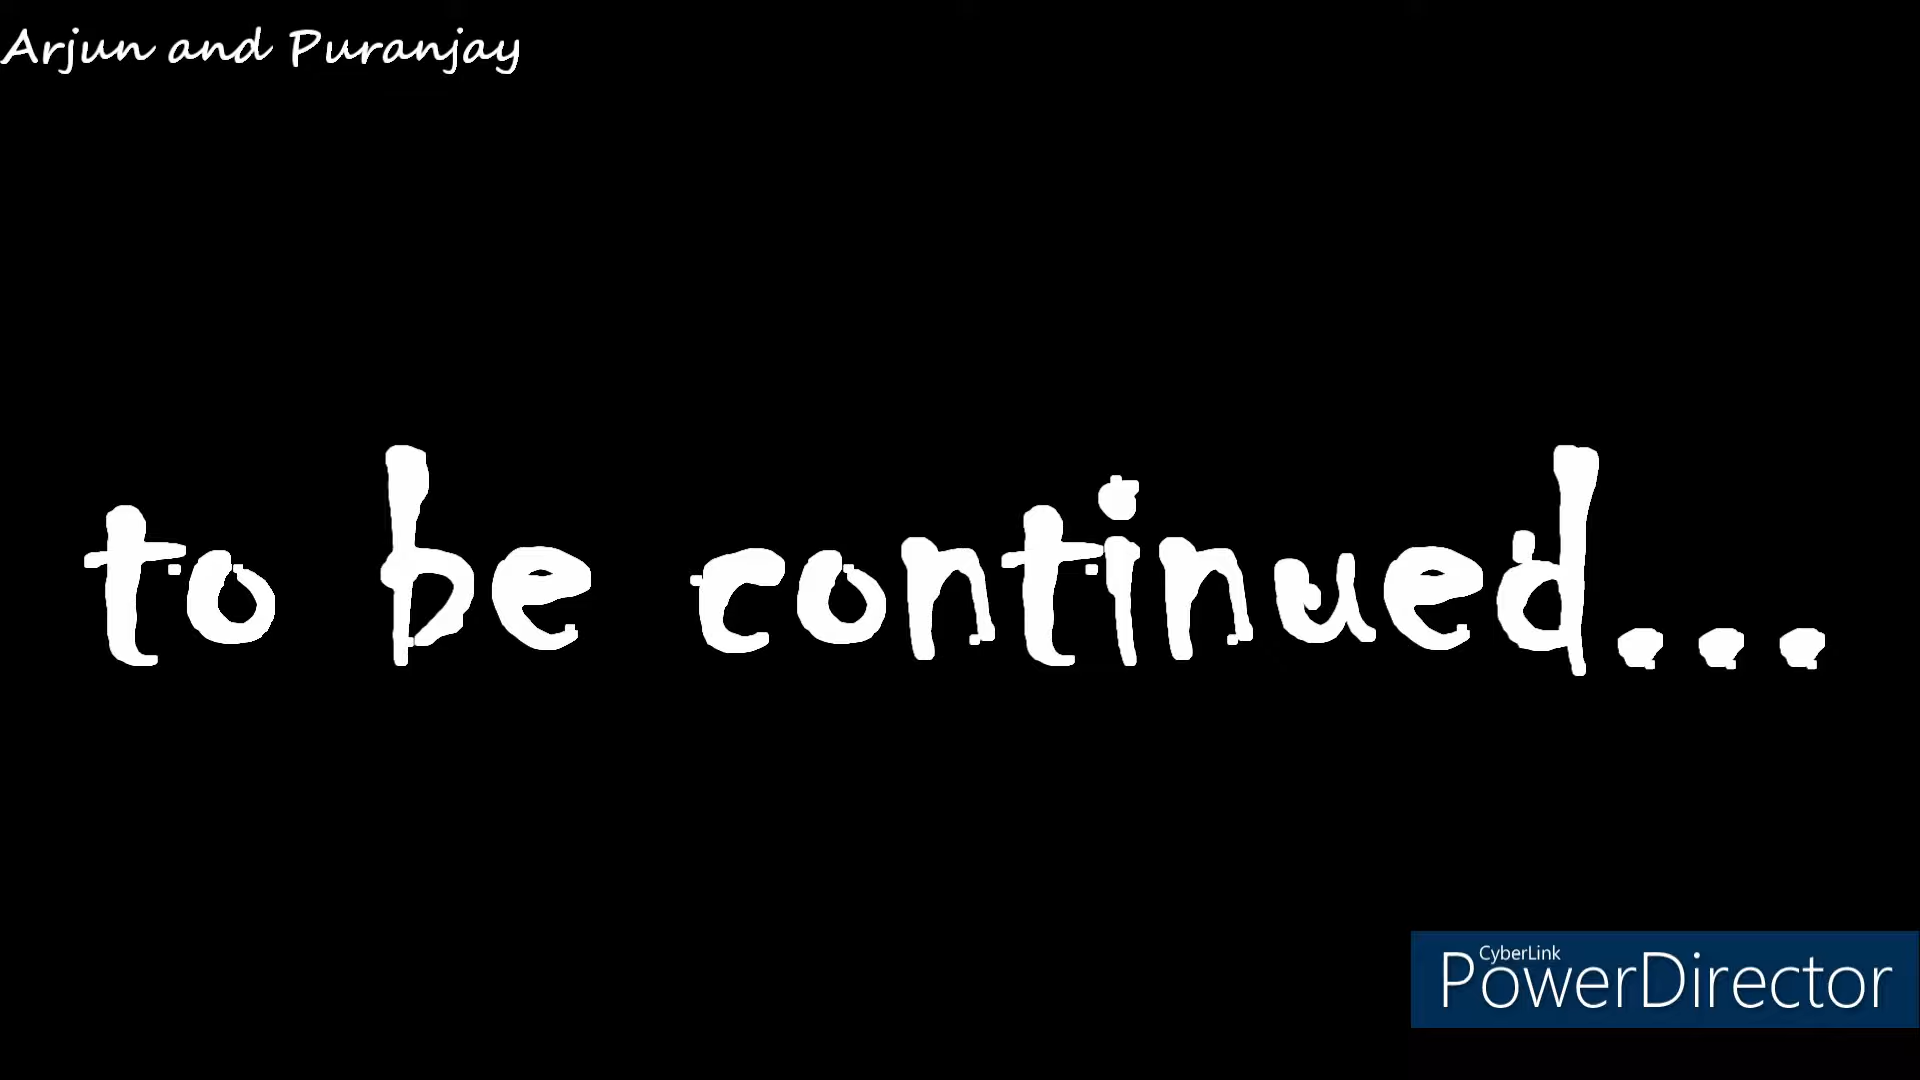 Arjun and Puranjay
to be continued...
CyberLink
PowerDirector